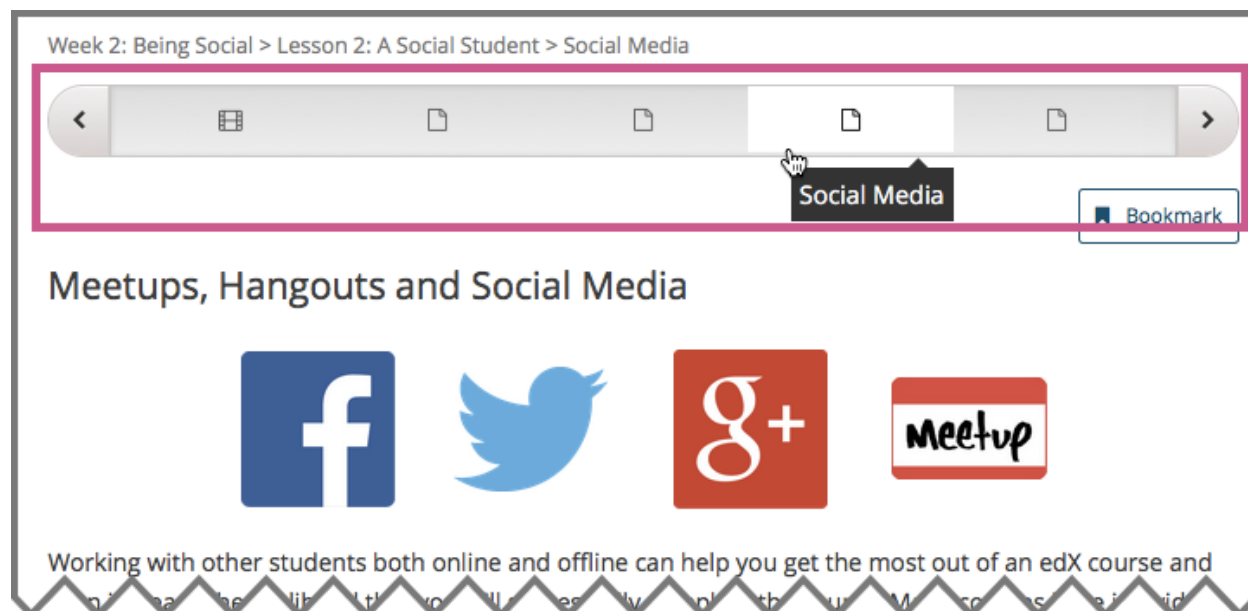 Week 2: Being Social > Lesson 2: A Social Student > Social Media
Social Media
Bookmark
Meetups, Hangouts and Social Media
f
g+
Meetup
Working with other students both online and offline can help you get the most out of an edX course and